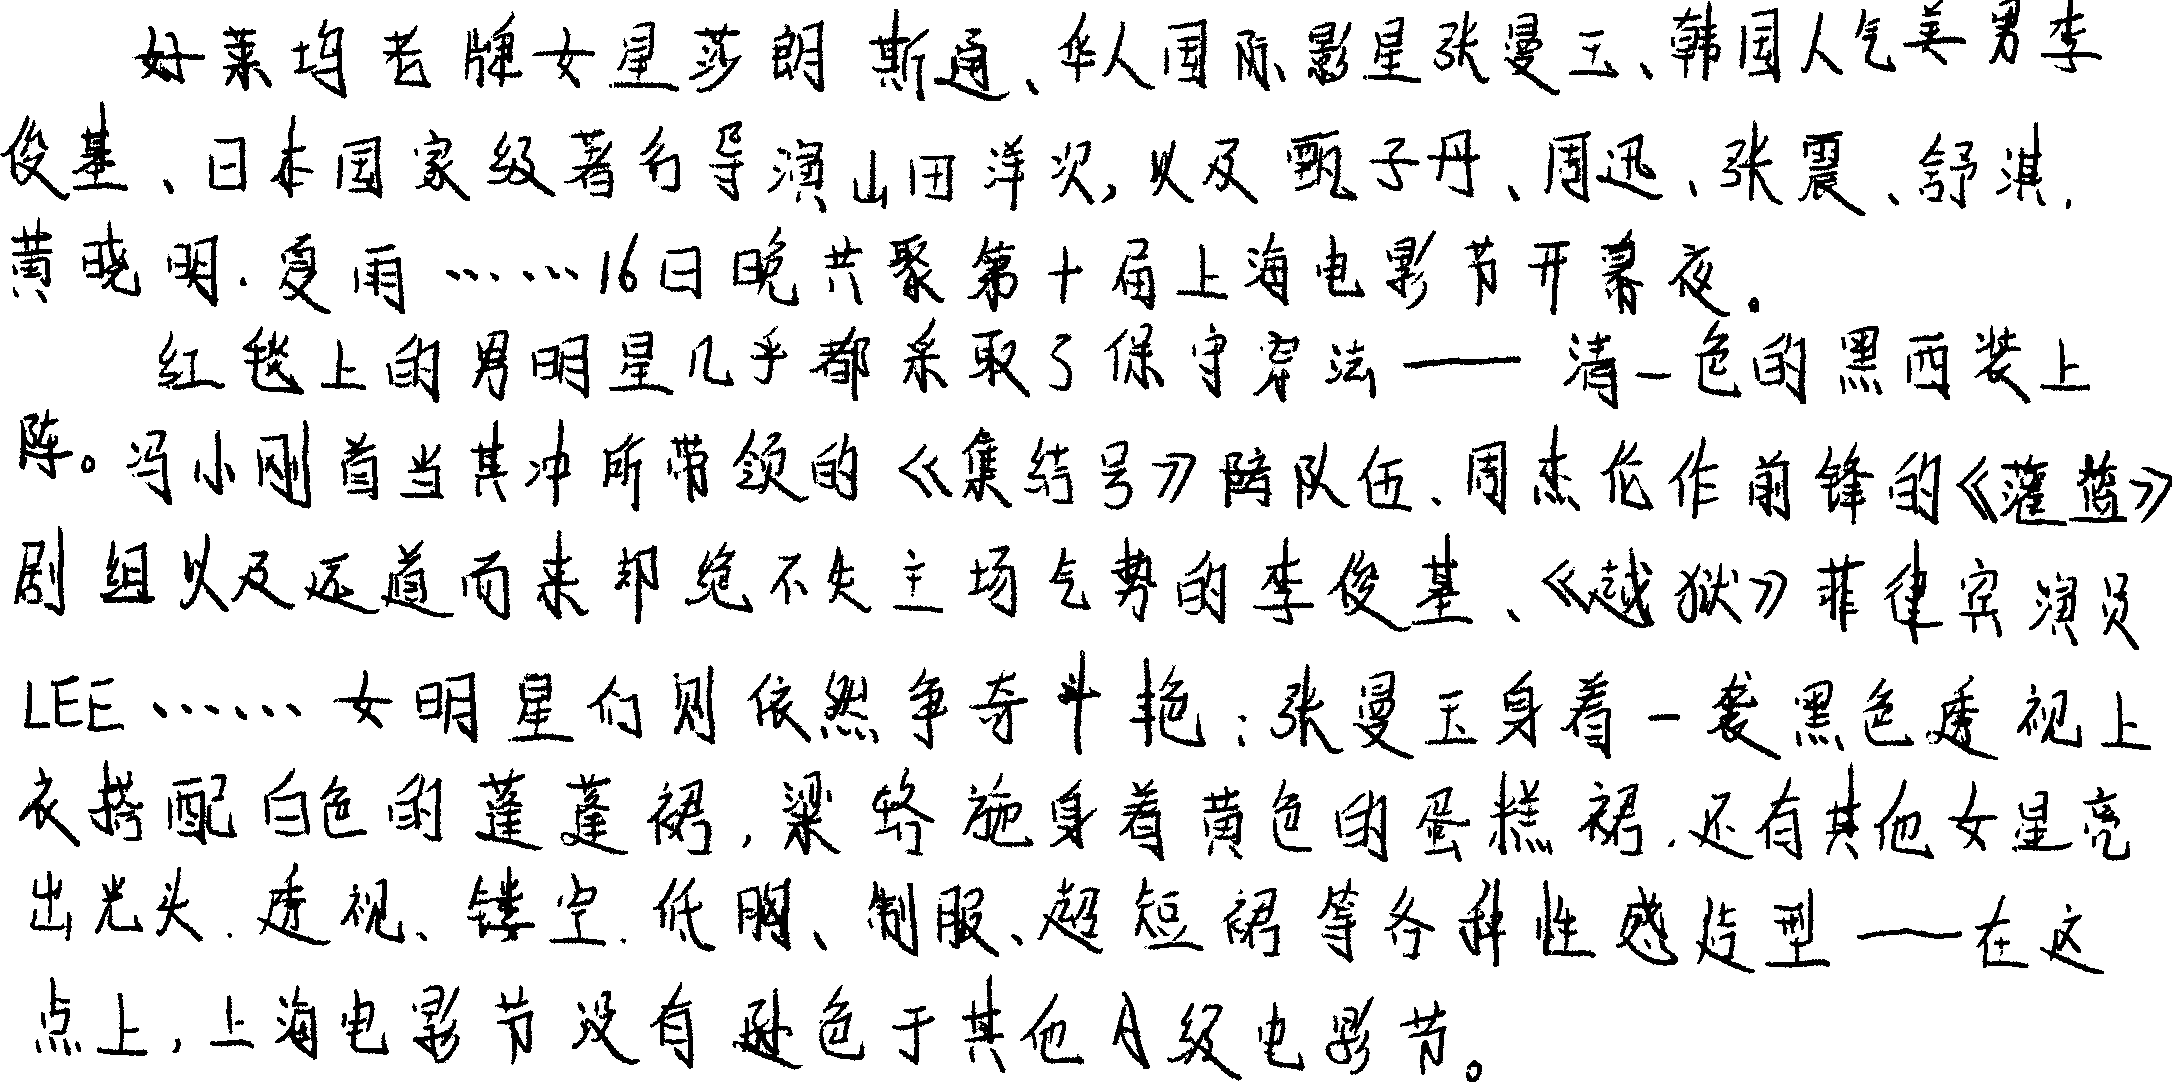 好莱坞老牌女星莎朗 斯通、华人国际影星张曼玉、韩国人气美男李
俊基、日本国家级著名导演山田洋次,以及甄子丹、周迅、张震、舒淇,
黄晓明.夏雨……16日晚共聚第十届上海电影节开幕夜。
红毯上的男明星几乎都采取了保守穿法——清一色的黑西装上
阵。冯小刚首当其冲所带领的《集结号》陪队伍、周杰伦作前锋的《灌篮》
剧组以及远道而来却绝不失主场气势的李俊基、《越狱》菲律宾演员
LEE……女明星们则依然争奇斗艳:张曼玉身着一袭黑色透视上
衣搭配白色的蓬蓬裙,梁咯施身着黄色的蛋糕裙.还有其他女星亮
出光头.透视、镂空.低胸、制服、超短裙等各种性感造型——在这
点上,上海电影节没有逊色于其他A级电影节。